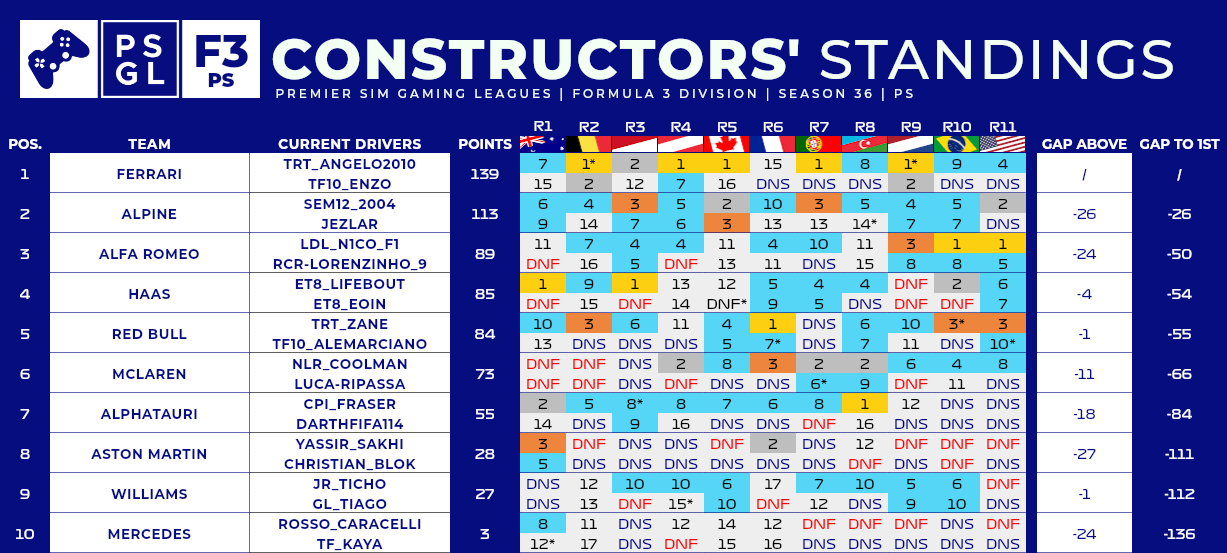 PS
GL
F3
PS
CONSTRUCTORS' STANDINGS
PREMIER SIM GAMING LEAGUES | FORMULA 3 DIVISION | SEASON 36 | PS
R1 R2 R3 R4 R5 R6 R7 R8 R9 R10 R11
POS. TEAM CURRENT DRIVERS POINTS GAP ABOVE GAP TO 1ST
TRT_ANGELO2010 7 1* 2 1 1 15 1 8 1* 9 4
1 FERRARI 139 / /
TF10_ENZO 15 2 12 7 16 DNS DNS DNS 2 DNS DNS
SEM12_2004 6 4 3 5 2 10 3 5 4 5 2
2 ALPINE 113 -26 -26
JEZLAR 9 14 7 6 3 13 13 14* 7 7 DNS
LDL_N1CO_F1 11 7 4 4 11 4 10 11 3 1 1
3 ALFA ROMEO 89 -24 -50
RCR-LORENZINHO_9 DNF 16 5 DNF 13 11 DNS 15 8 8 5
ET8_LIFEBOUT 1 9 1 13 12 5 4 4 DNF 2 6
4 HAAS 85 -4 -54
ET8_EOIN DNF 15 DNF 14 DNF* 9 5 DNS DNF DNF 7
TRT_ZANE 10 3 6 11 4 1 DNS 6 10 3* 3
5 RED BULL 84 -1 -55
TF10_ALEMARCIANO 13 DNS DNS DNS 5 7* DNS 7 11 DNS 10*
NLR_COOLMAN DNF DNF DNS 2 8 3 2 2 6 4 8
6 MCLAREN 73 -11 -66
LUCA-RIPASSA DNF DNF DNS DNF DNS DNS 6* 9 DNF 11 DNS
CPI_FRASER 2 5 8* 8 7 6 8 1 12 DNS DNS
7 ALPHATAURI 55 -18 -84
DARTHFIFA114 14 DNS 9 16 DNS DNS DNF 16 DNS DNS DNS
YASSIR_SAKHI 3 DNF DNS DNS DNF 2 DNS 12 DNF DNF DNF
8 ASTON MARTIN 28 -27 -111
CHRISTIAN_BLOK 5 DNS DNS DNS DNS DNS DNS DNF DNS DNF DNS
JR_TICHO DNS 12 10 10 6 17 7 10 5 6 DNF
9 WILLIAMS 27 -1 -112
GL_TIAGO DNS 13 DNF 15* 10 DNF 12 DNS 9 10 DNS
ROSSO_CARACELLI 8 11 DNS 12 14 12 DNF DNF DNF DNS DNF
10 MERCEDES 3 -24 -136
TF_KAYA 12* 17 DNS DNF 15 16 DNS DNS DNS DNS DNS